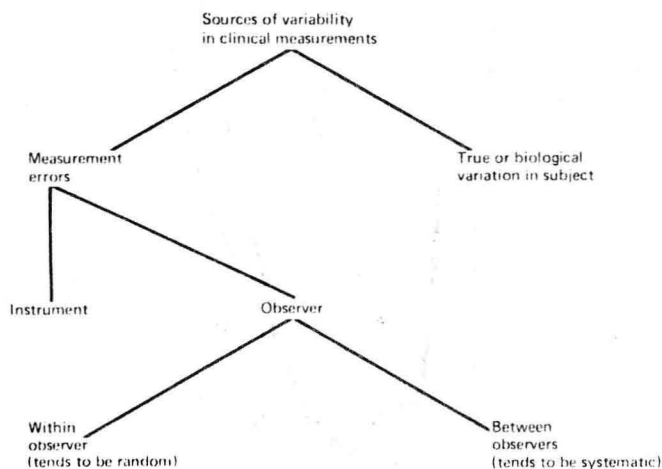 Sources of variability
in clinical measurements
Measurement
errors
True or biological
variation in subject
Instrument
Observer
Within
observer
(tends to be random)
Between
observers
(tends to be systematic)